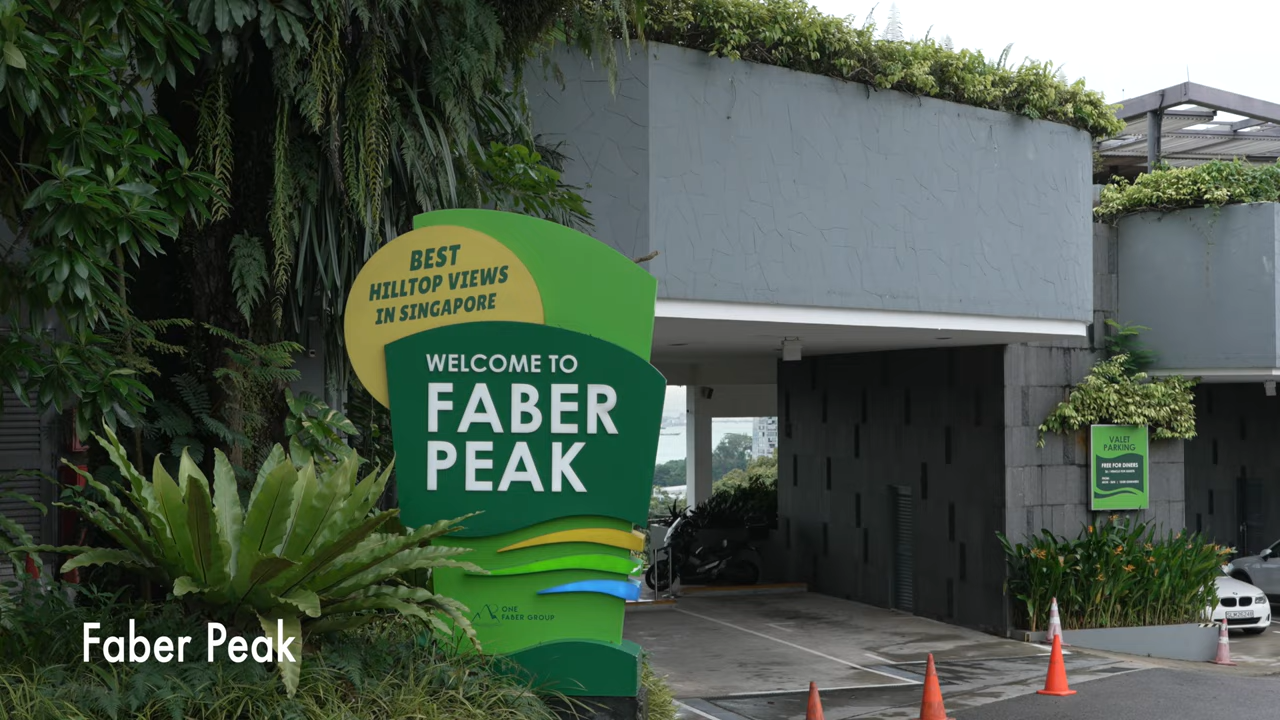 BEST
HILLTOP VIEWS
IN SINGAPORE
WELCOME TO
FABER
PEAK
ONE
FABER GROUP
VALET
PARKING
FREE FOR DINERS
Faber Peak